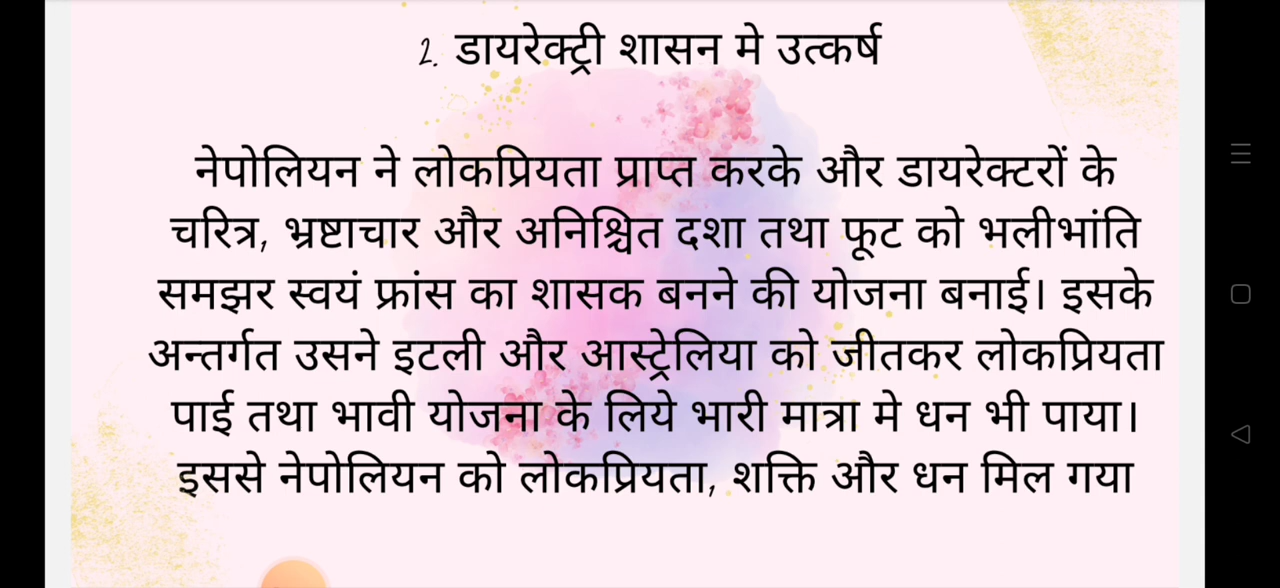 2. डायरेक्ट्री शासन मे उत्कर्ष
नेपोलियन ने लोकप्रियता प्राप्त करके और डायरेक्टरों के
चरित्र, भ्रष्टाचार और अनिश्चित दशा तथा फूट को भलीभांति
समझर स्वयं फ्रांस का शासक बनने की योजना बनाई। इसके
अन्तर्गत उसने इटली और आस्ट्रेलिया को जीतकर लोकप्रियता
पाई तथा भावी योजना के लिये भारी मात्रा मे धन भी पाया।
इससे नेपोलियन को लोकप्रियता, शक्ति और धन मिल गया